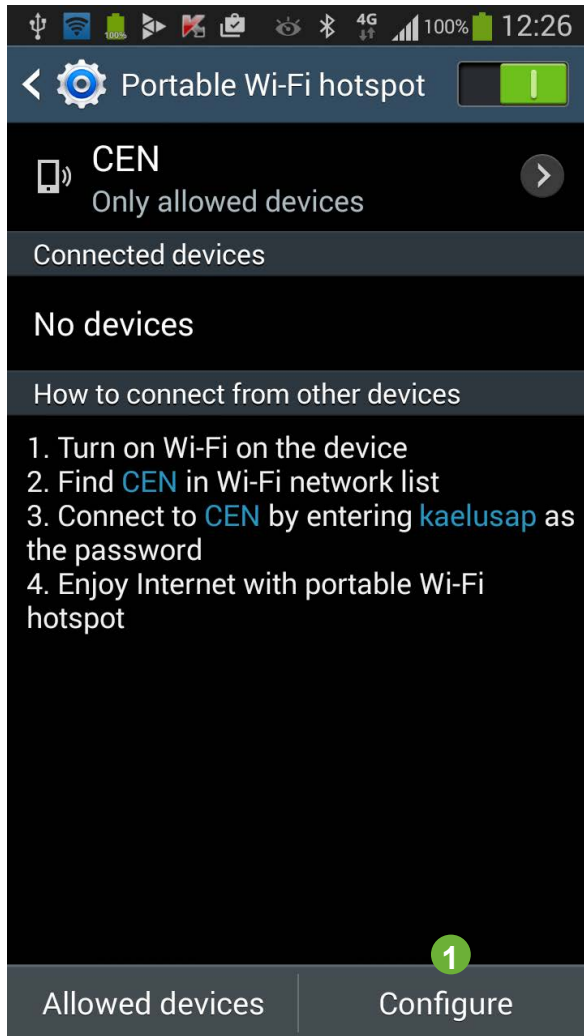 100% 4G 100% 12:26
Portable Wi-Fi hotspot
CEN
Only allowed devices
Connected devices
No devices
How to connect from other devices
1. Turn on Wi-Fi on the device
2. Find CEN in Wi-Fi network list
3. Connect to CEN by entering kaelusap as
the password
4. Enjoy Internet with portable Wi-Fi
hotspot
1
Allowed devices Configure